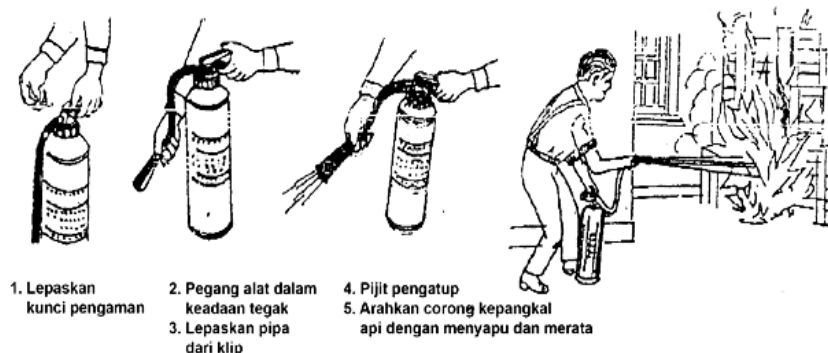 1. Lepaskan
kunci pengaman
2. Pegang alat dalam
keadaan tegak
3. Lepaskan pipa
dari klip
4. Pijit pengatup
5. Arahkan corong kepangkal
api dengan menyapu dan merata